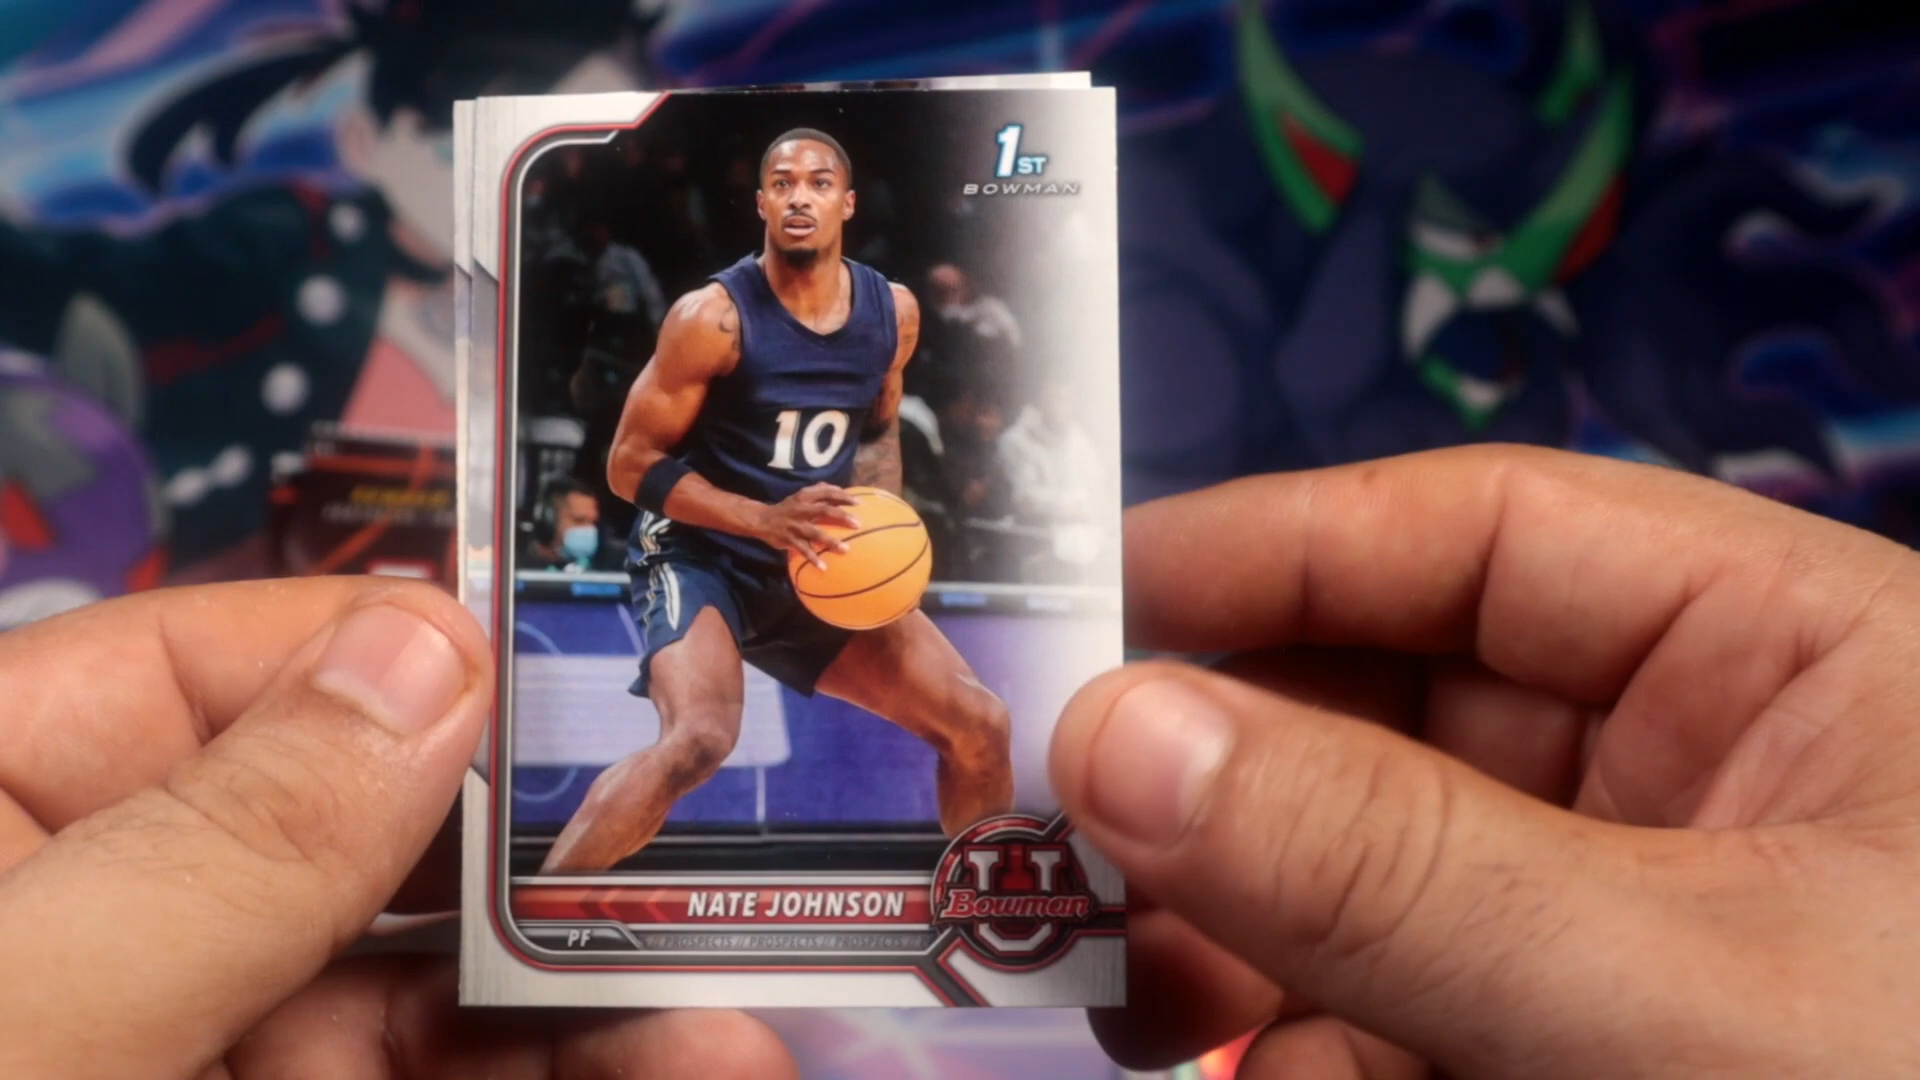 1ST
BOWMAN
10
NATE JOHNSON
U
Bowman
PF
// PROSPECTS // PROSPECTS // PROSPECTS //